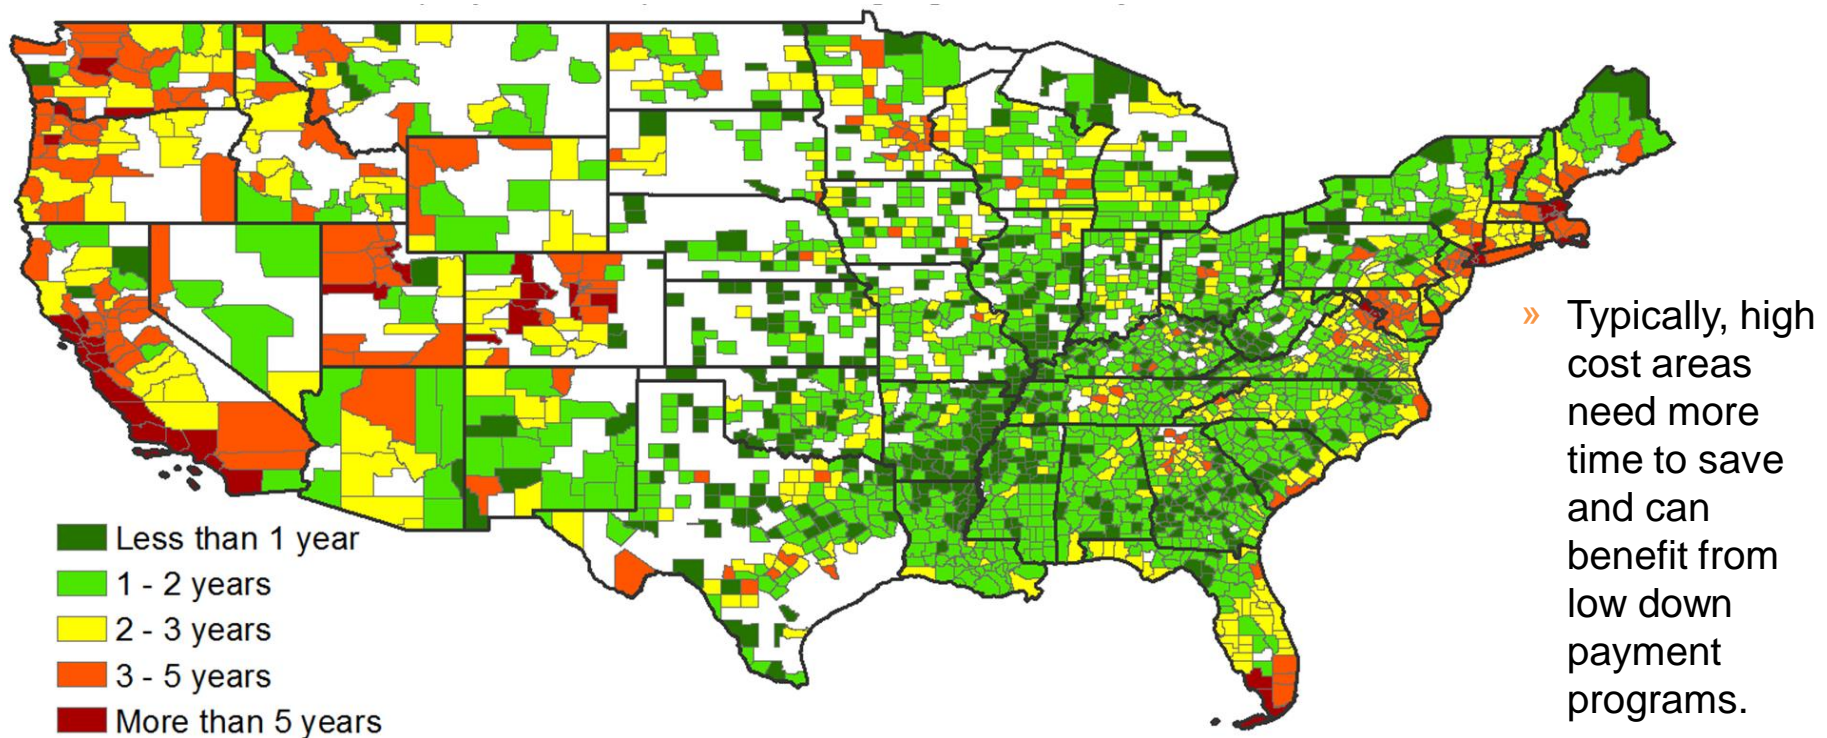 Less than 1 year
1 - 2 years
2 - 3 years
3 - 5 years
More than 5 years
» Typically, high
cost areas
need more
time to save
and can
benefit from
low down
payment
programs.